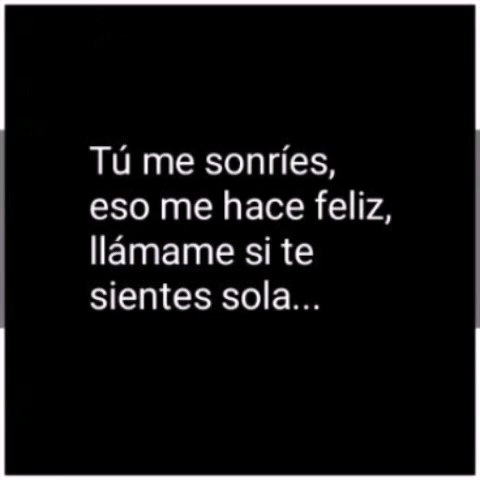 Tú me sonríes,
eso me hace feliz,
llámame si te
sientes sola...